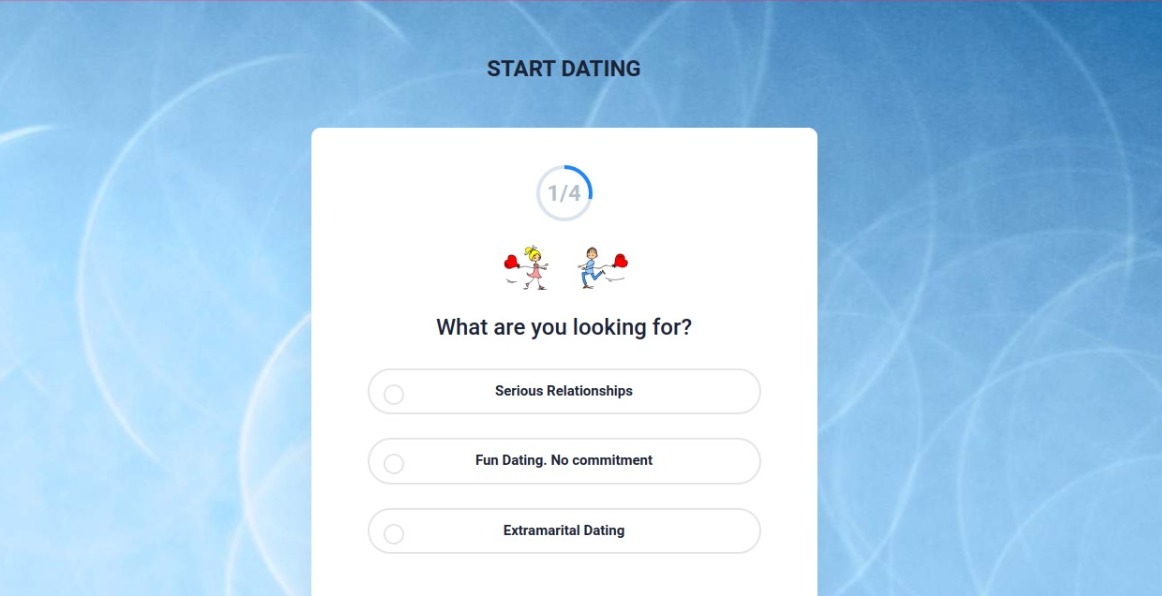 START DATING
1/4
What are you looking for?
Serious Relationships
Fun Dating. No commitment
Extramarital Dating